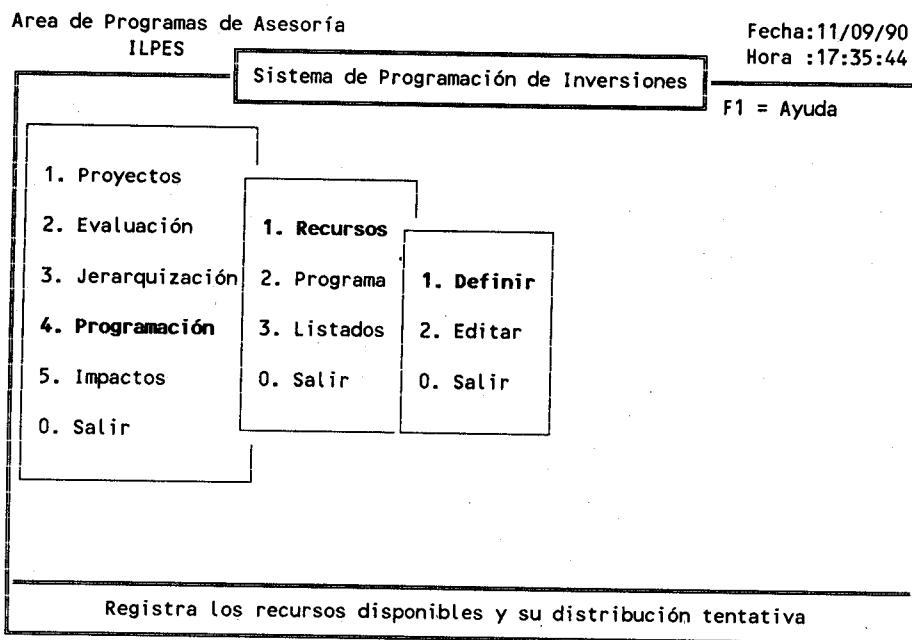 Area de Programas de Asesoría
ILPES
Fecha:11/09/90
Hora :17:35:44
Sistema de Programación de Inversiones
F1 = Ayuda
1. Proyectos
2. Evaluación
3. Jerarquización
4. Programación
5. Impactos
0. Salir
1. Recursos
2. Programa
3. Listados
0. Salir
1. Definir
2. Editar
0. Salir
Registra los recursos disponibles y su distribución tentativa